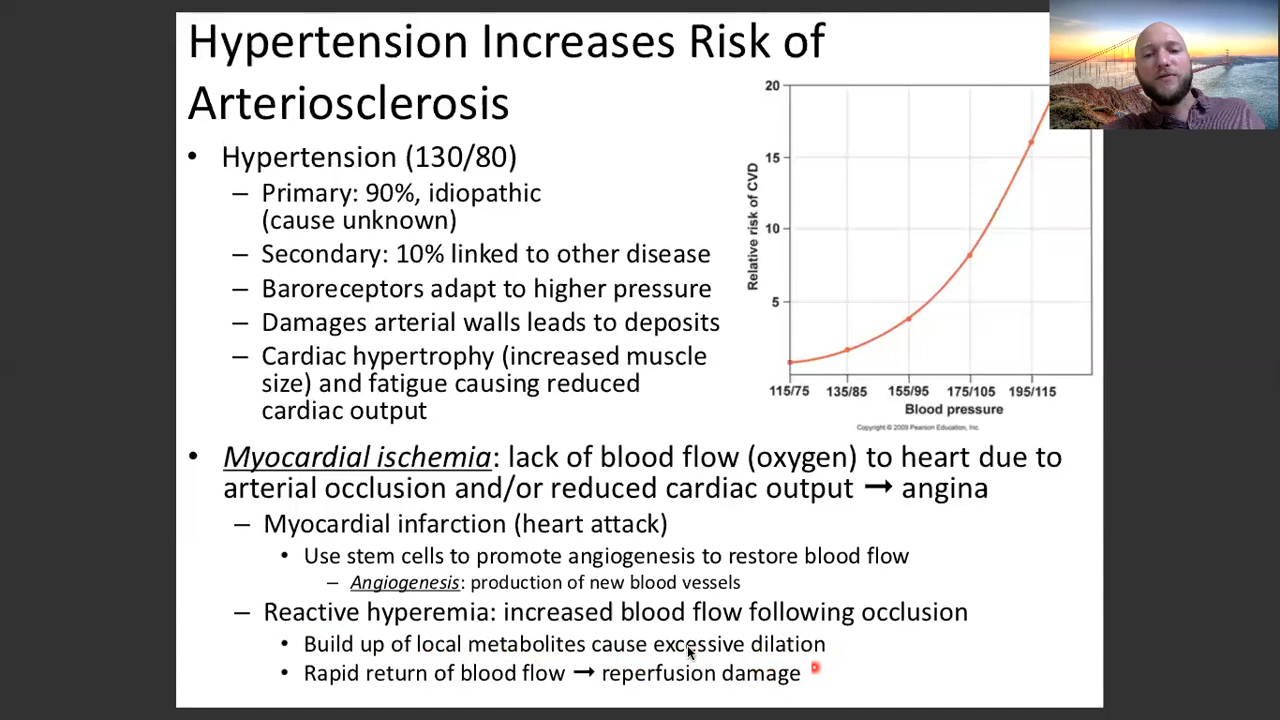 Hypertension Increases Risk of
Arteriosclerosis
• Hypertension (130/80)
– Primary: 90%, idiopathic
(cause unknown)
– Secondary: 10% linked to other disease
– Baroreceptors adapt to higher pressure
– Damages arterial walls leads to deposits
– Cardiac hypertrophy (increased muscle
size) and fatigue causing reduced
cardiac output
20
15
10
5
Relative risk of CVD
115/75 135/85 155/95 175/105 195/115
Blood pressure
Copyright © 2009 Pearson Education, Inc.
• Myocardial ischemia: lack of blood flow (oxygen) to heart due to
arterial occlusion and/or reduced cardiac output → angina
– Myocardial infarction (heart attack)
• Use stem cells to promote angiogenesis to restore blood flow
– Angiogenesis: production of new blood vessels
– Reactive hyperemia: increased blood flow following occlusion
• Build up of local metabolites cause excessive dilation
• Rapid return of blood flow → reperfusion damage